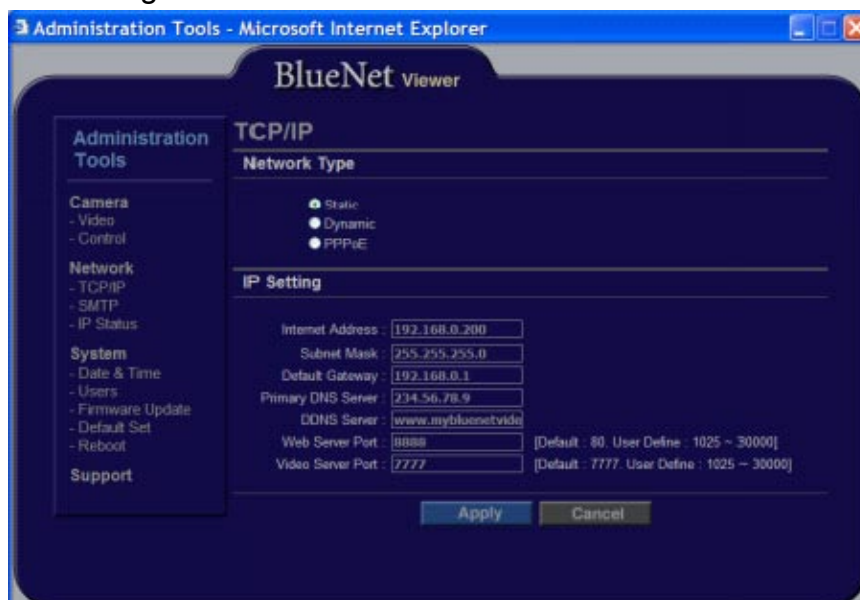 Administration Tools - Microsoft Internet Explorer
BlueNet Viewer
Administration
Tools
Camera
- Video
- Control
Network
- TCP/IP
- SMTP
- IP Status
System
- Date & Time
- Users
- Firmware Update
- Default Set
- Reboot
Support
TCP/IP
Network Type
Static
Dynamic
PPPoE
IP Setting
Internet Address : 192.168.0.200
Subnet Mask : 255.255.255.0
Default Gateway : 192.168.0.1
Primary DNS Server : 234.56.78.9
DDNS Server : www.mybluenetvide
Web Server Port : 8888 [Default : 80. User Define : 1025 ~ 30000]
Video Server Port : 7777 [Default : 7777. User Define : 1025 ~ 30000]
Apply Cancel